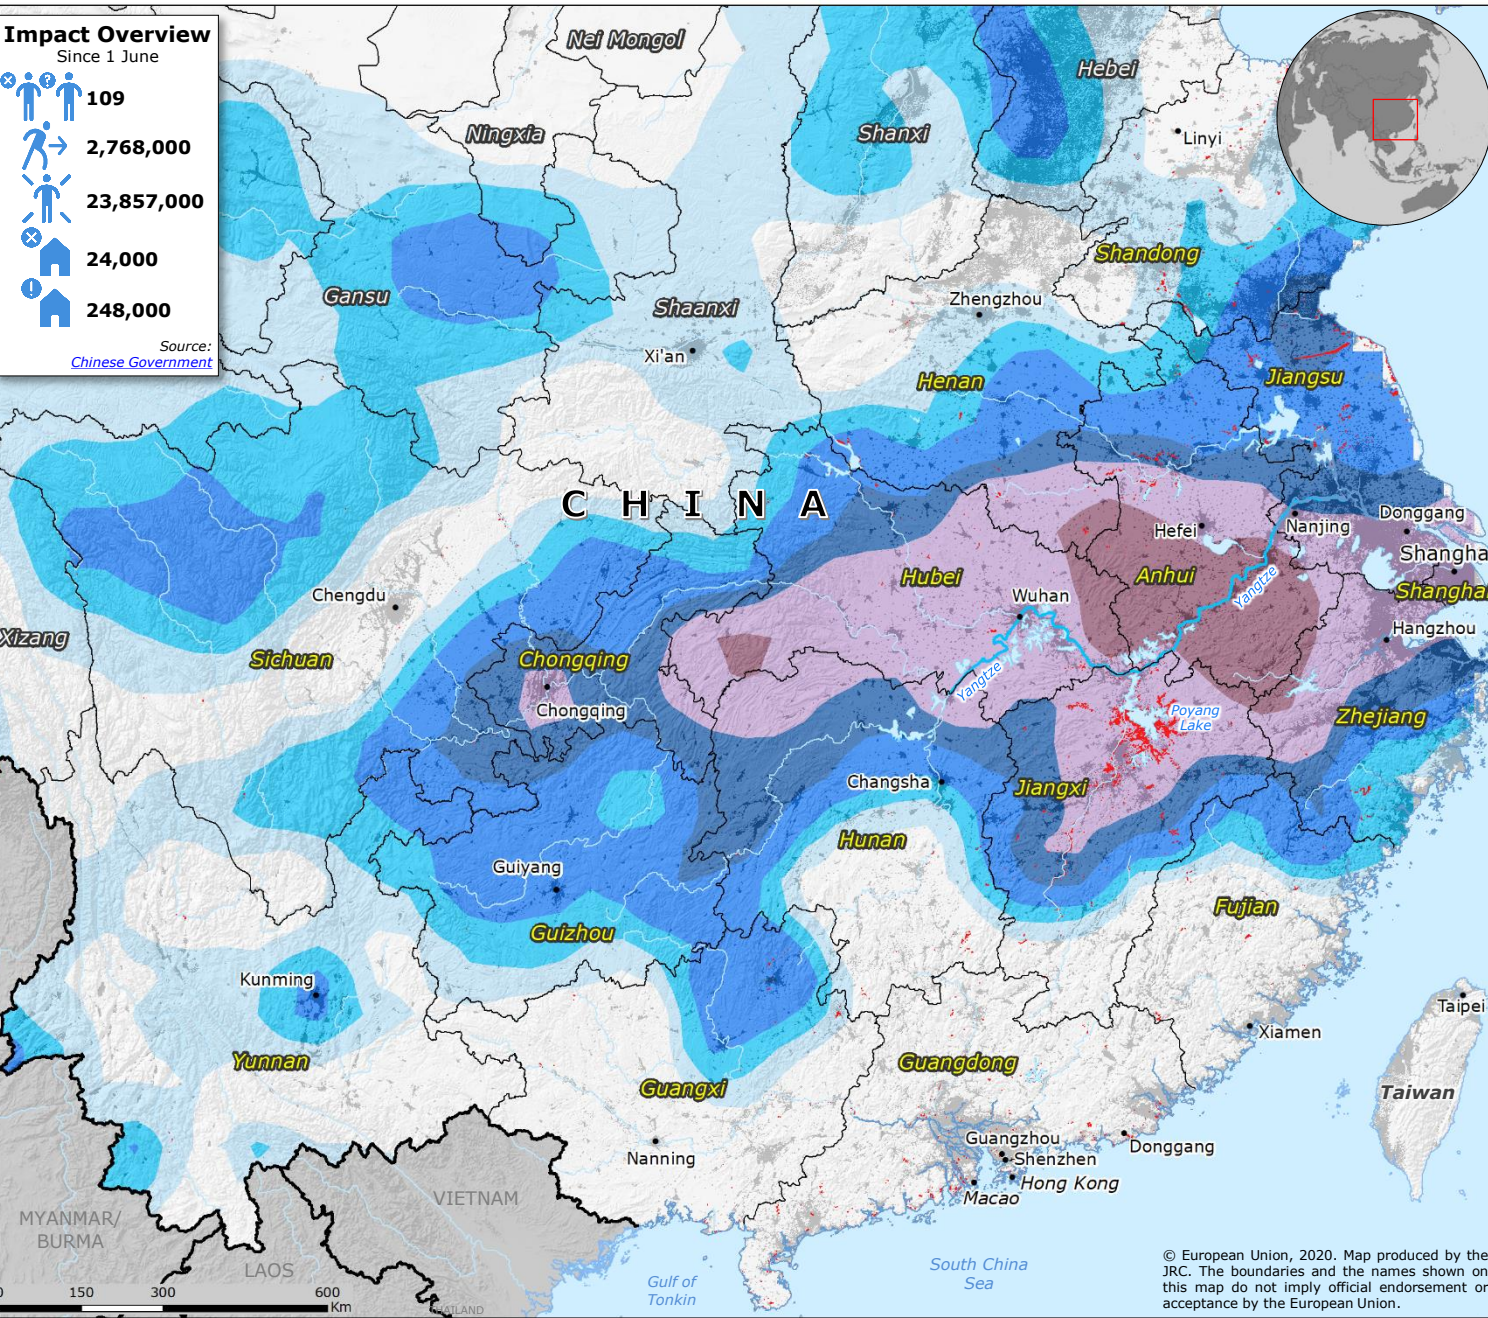 Impact Overview
Since 1 June
109
2,768,000
23,857,000
24,000
248,000
Source:
Chinese Government
Nei Mongol
Hebei
Ningxia
Shanxi
Linyi
Shandong
Gansu
Shaanxi
Zhengzhou
Xi'an
Henan
Jiangsu
CHINA
Hefei
Nanjing
Donggang
Shangha
Hubei
Anhui
Yangtze
Shanghai
Chengdu
Wuhan
Hangzhou
Xizang
Sichuan
Chongqing
Yangtze
Chongqing
Poyang
Lake
Zhejiang
Changsha
Jiangxi
Hunan
Guiyang
Guizhou
Fujian
Kunming
Taipei
Xiamen
Yunnan
Guangxi
Guangdong
Taiwan
Guangzhou
Donggang
Nanning
Shenzhen
Hong Kong
Macao
VIETNAM
MYANMAR/
BURMA
LAOS
South China
Sea
Gulf of
Tonkin
THAILAND
0 150 300 600
Km
© European Union, 2020. Map produced by the
JRC. The boundaries and the names shown on
this map do not imply official endorsement or
acceptance by the European Union.